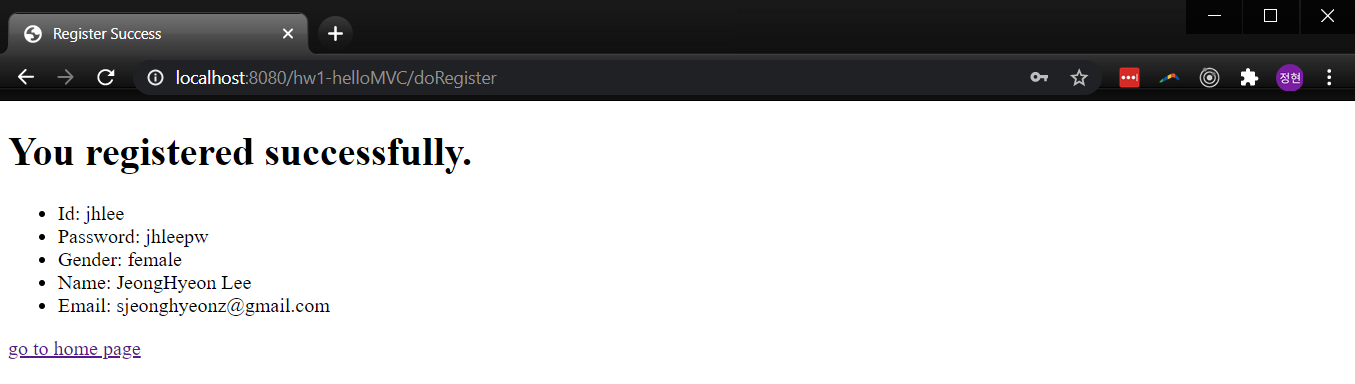 Register Success
localhost:8080/hw1-helloMVC/doRegister
정현
You registered successfully.
Id: jhlee
Password: jhleepw
Gender: female
Name: JeongHyeon Lee
Email: sjeonghyeonz@gmail.com
go to home page